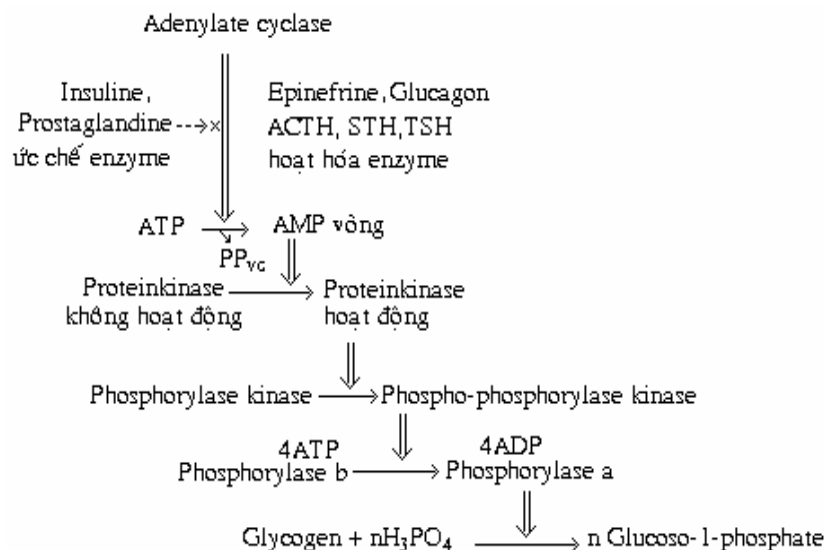 Adenylate cyclase
Insuline, Epinefrine, Glucagon
Prostaglandine ACTH, STH,TSH
ức chế enzyme hoạt hóa enzyme
ATP AMP vông
PPvc
Proteinkinase Proteinkinase
không hoạt động hoạt động
Phosphorylase kinase Phospho-phosphorylase kinase
4ATP 4ADP
Phosphorylase b Phosphorylase a
Glycogen + nH₃PO₄ n Glucoso-1-phosphate